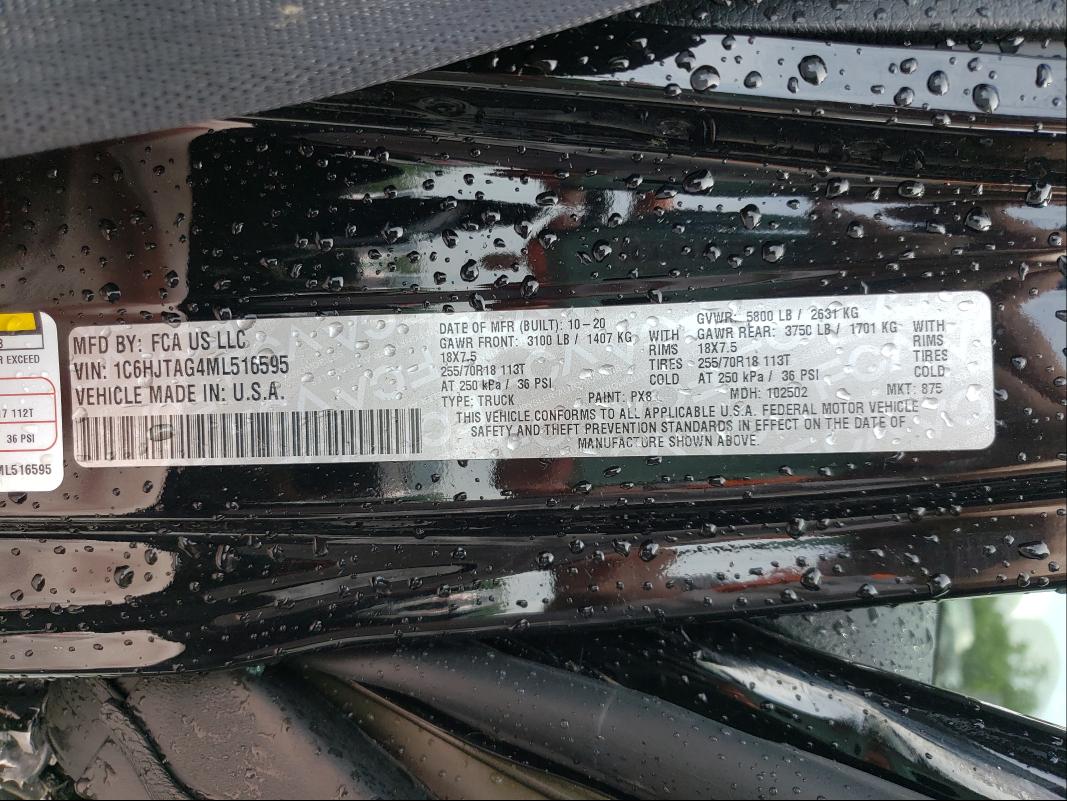 3
R EXCEED
7 112T
36 PSI
ML516595
MFD BY: FCA US LLC
VIN: 1C6HJTAG4ML516595
VEHICLE MADE IN: U.S.A.
DATE OF MFR (BUILT): 10-20
GAWR FRONT: 3100 LB / 1407 KG WITH
18X7.5 RIMS
255/70R18 113T TIRES
AT 250 kPa / 36 PSI COLD
GVWR: 5800 LB / 2631 KG
GAWR REAR: 3750 LB / 1701 KG WITH
18X7.5 RIMS
255/70R18 113T TIRES
AT 250 kPa / 36 PSI COLD
TYPE: TRUCK PAINT: PX8 MDH: 102502 MKT: 875
THIS VEHICLE CONFORMS TO ALL APPLICABLE U.S.A. FEDERAL MOTOR VEHICLE
SAFETY AND THEFT PREVENTION STANDARDS IN EFFECT ON THE DATE OF
MANUFACTURE SHOWN ABOVE.